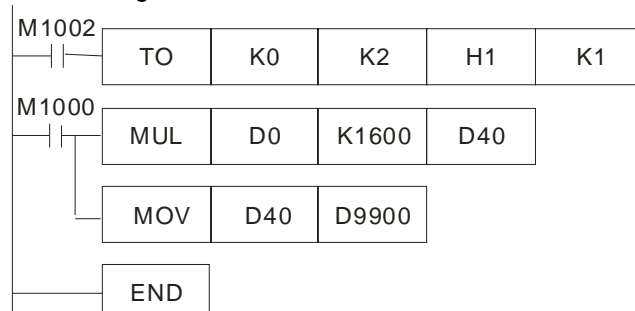 M1002
TO K0 K2 H1 K1
M1000
MUL D0 K1600 D40
MOV D40 D9900
END